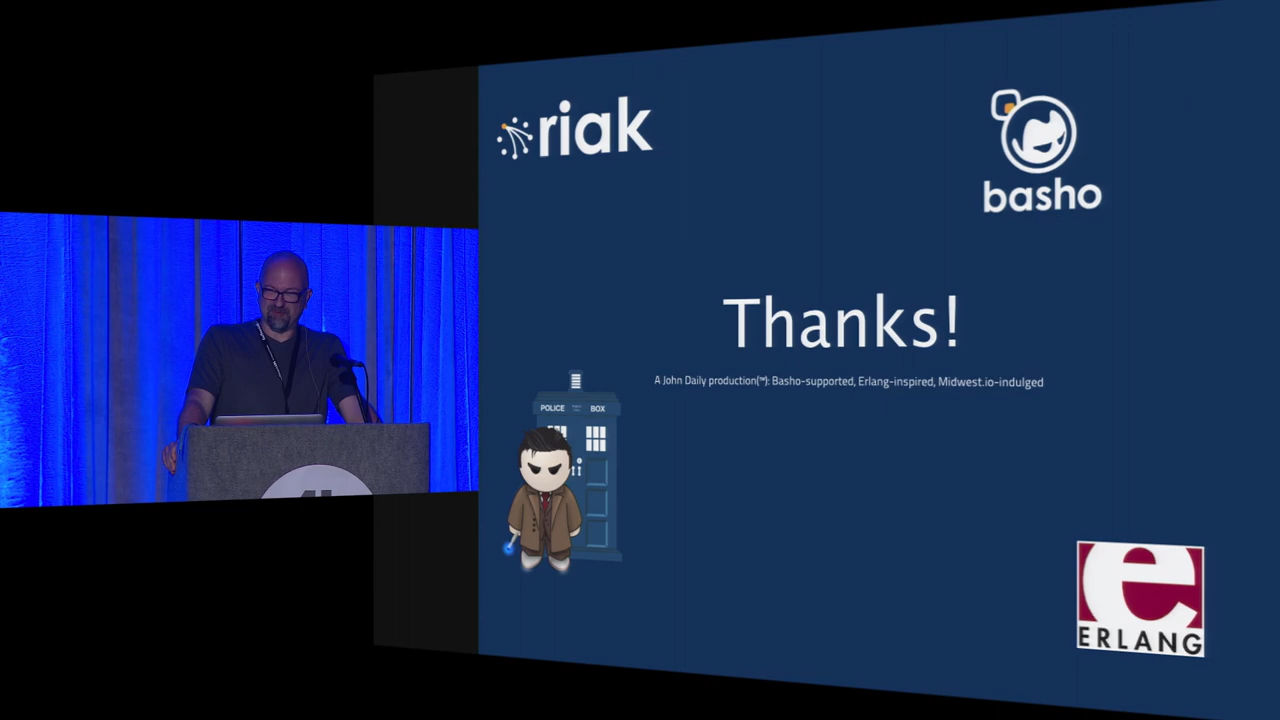 riak
basho
Thanks!
A John Daily production(™): Basho-supported, Erlang-inspired, Midwest.io-indulged
POLICE BOX
ERLANG